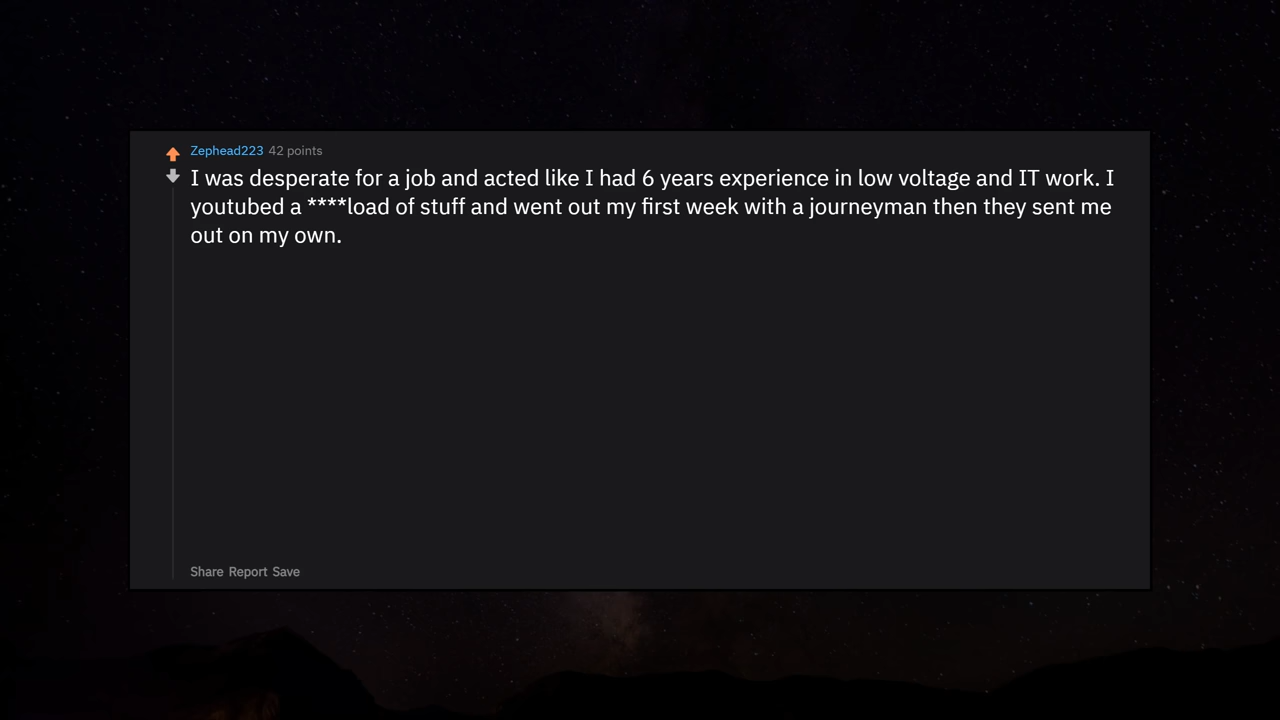 Zephead223 42 points
I was desperate for a job and acted like I had 6 years experience in low voltage and IT work. I
youtubed a ****load of stuff and went out my first week with a journeyman then they sent me
out on my own.
Share Report Save